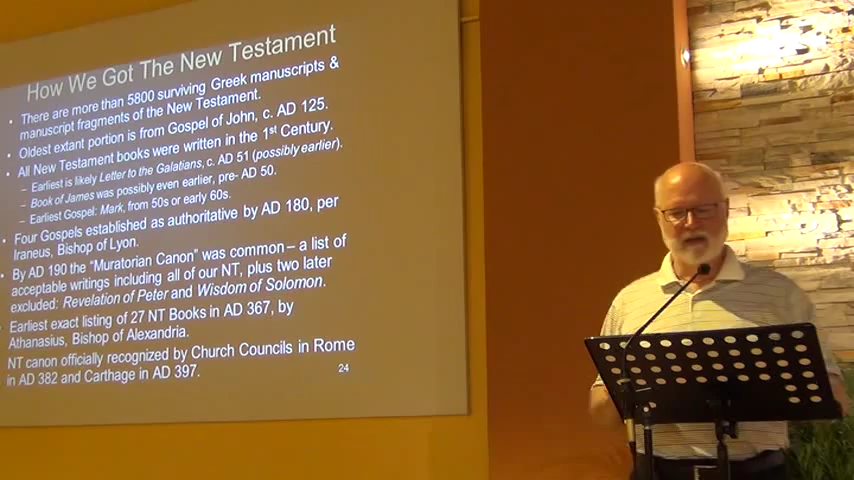 How We Got The New Testament
• There are more than 5800 surviving Greek manuscripts &
manuscript fragments of the New Testament.
• Oldest extant portion is from Gospel of John, c. AD 125.
• All New Testament books were written in the 1st Century.
– Earliest is likely Letter to the Galatians, c. AD 51 (possibly earlier).
– Book of James was possibly even earlier, pre- AD 50.
– Earliest Gospel: Mark, from 50s or early 60s.
• Four Gospels established as authoritative by AD 180, per
Iraneus, Bishop of Lyon.
• By AD 190 the “Muratorian Canon” was common – a list of
acceptable writings including all of our NT, plus two later
excluded: Revelation of Peter and Wisdom of Solomon.
Earliest exact listing of 27 NT Books in AD 367, by
Athanasius, Bishop of Alexandria.
NT canon officially recognized by Church Councils in Rome
in AD 382 and Carthage in AD 397.
24